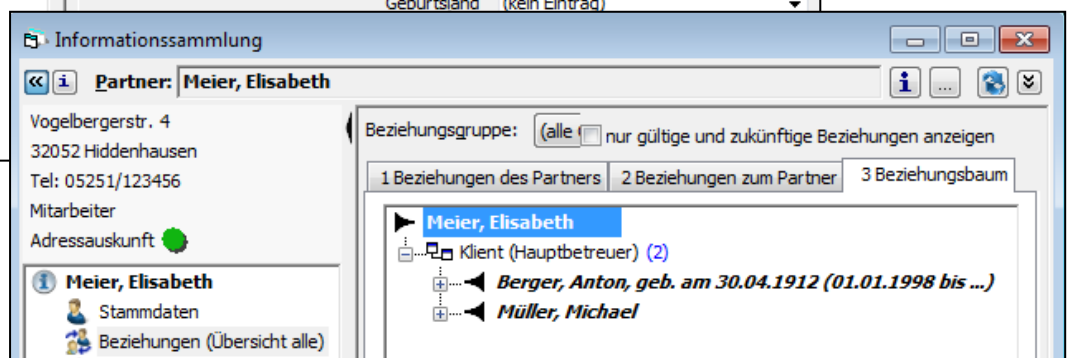 Geburtsland (kein Eintrag)
Informationssammlung
Partner: Meier, Elisabeth
Vogelbergerstr. 4
32052 Hiddenhausen
Tel: 05251/123456
Mitarbeiter
Adressauskunft
Meier, Elisabeth
Stammdaten
Beziehungen (Übersicht alle)
Beziehungsgruppe: (alle nur gültige und zukünftige Beziehungen anzeigen
1 Beziehungen des Partners 2 Beziehungen zum Partner 3 Beziehungsbaum
Meier, Elisabeth
Klient (Hauptbetreuer) (2)
Berger, Anton, geb. am 30.04.1912 (01.01.1998 bis ...)
Müller, Michael